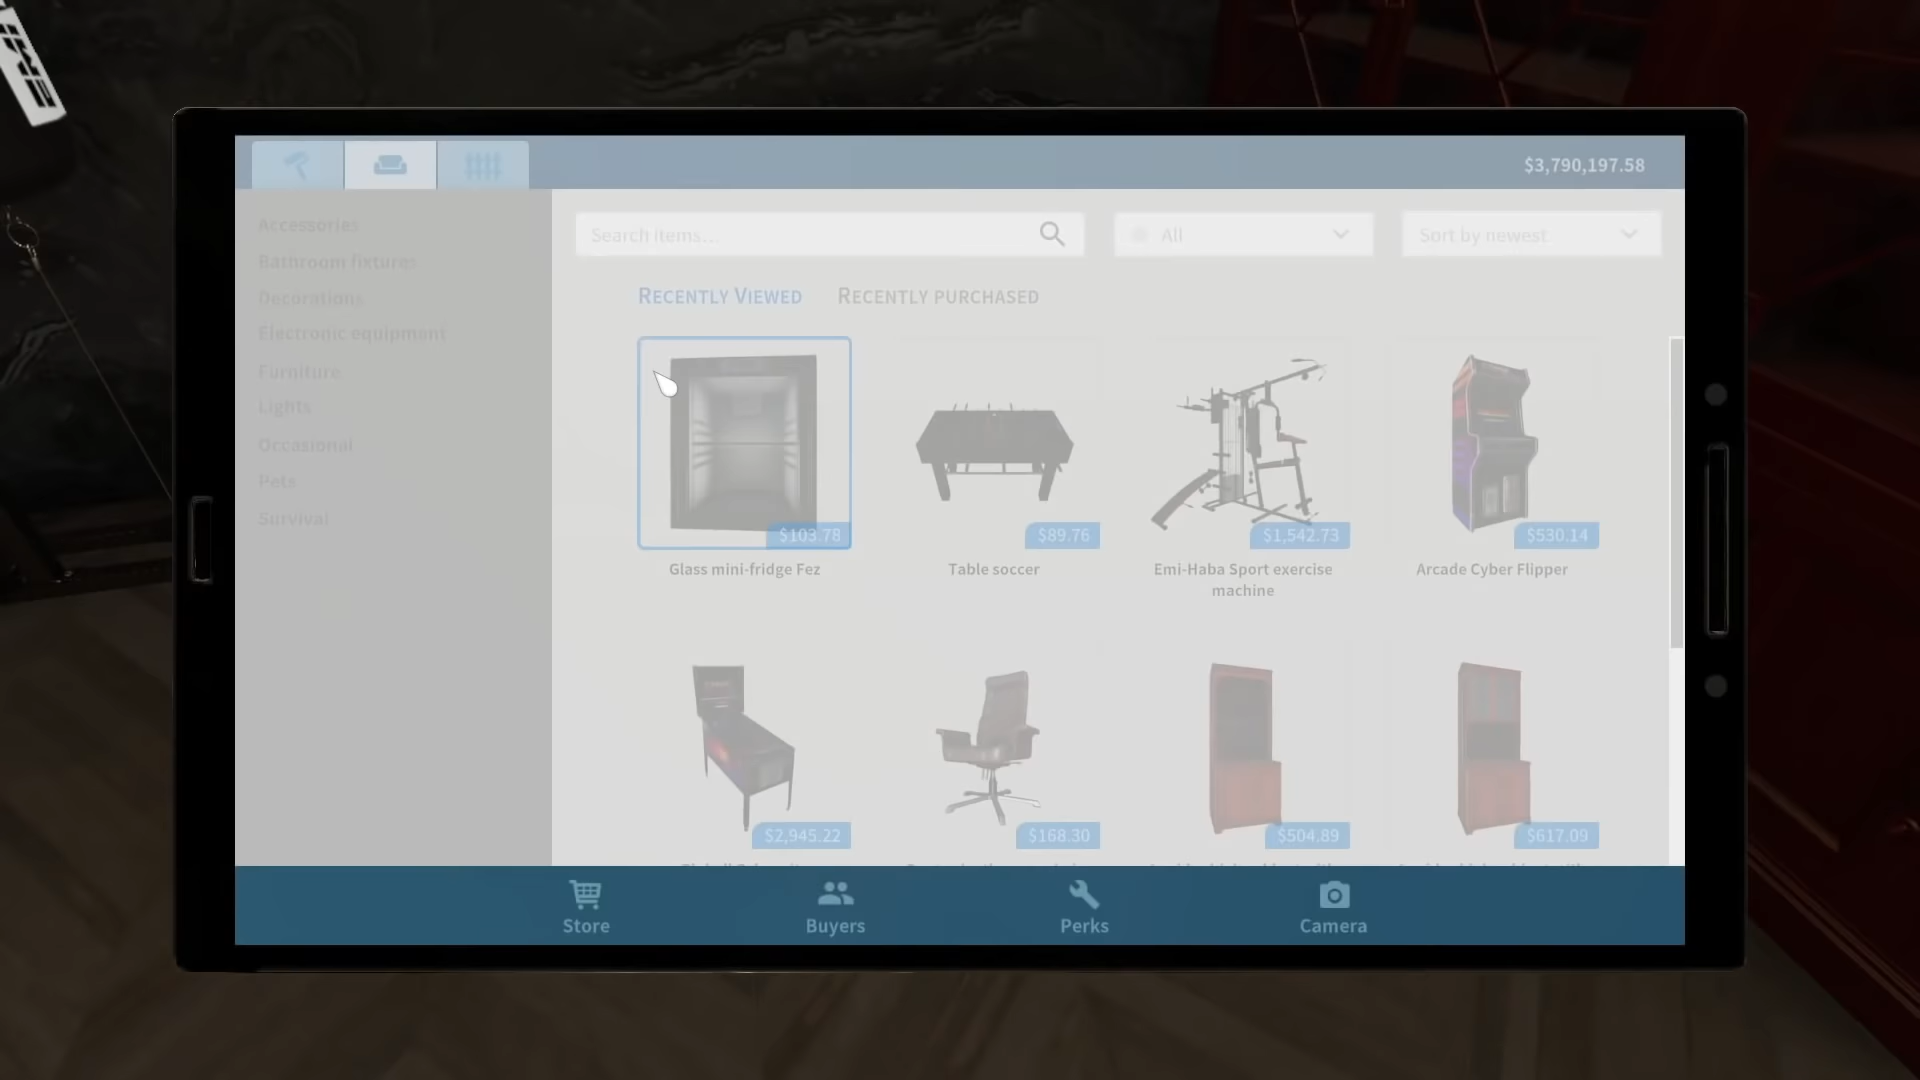 $3,790,197.58
Accessories
Bathroom fixtures
Decorations
Electronic equipment
Furniture
Lights
Occasional
Pets
Survival
Search items...
All
Sort by newest
RECENTLY VIEWED
RECENTLY PURCHASED
$103.78
$89.76
$1,542.73
$530.14
Glass mini-fridge Fez
Table soccer
Emi-Haba Sport exercise
machine
Arcade Cyber Flipper
$2,945.22
$168.30
$504.89
$617.09
Store
Buyers
Perks
Camera